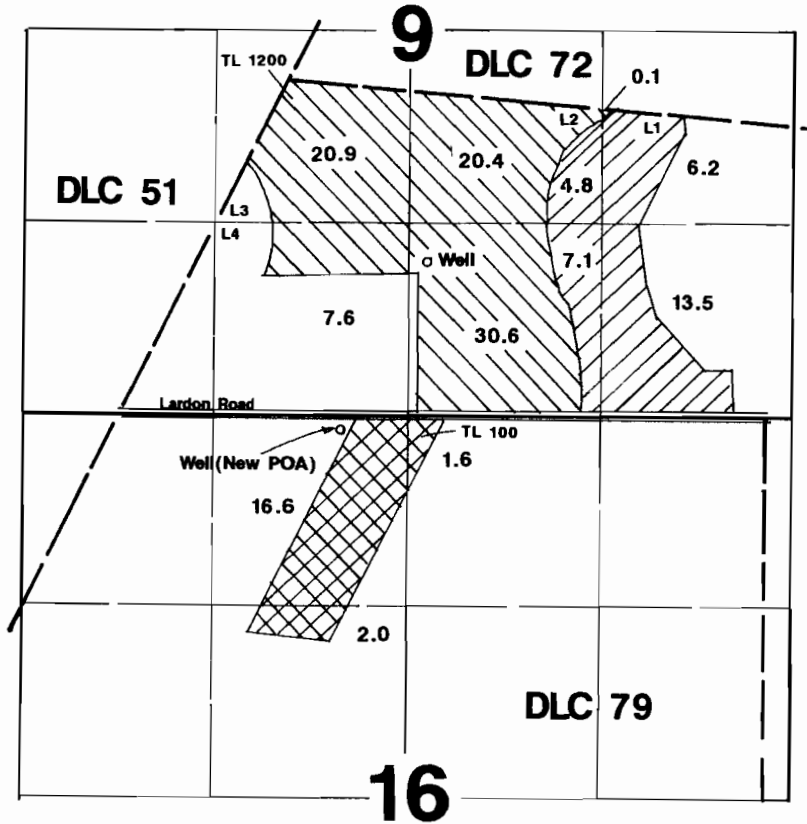 9
TL 1200
DLC 72
0.1
L2
L1
20.9
20.4
4.8
6.2
DLC 51
L3
L4
Well
7.1
7.6
13.5
30.6
Lardon Road
TL 100
Well (New POA)
1.6
16.6
2.0
DLC 79
16